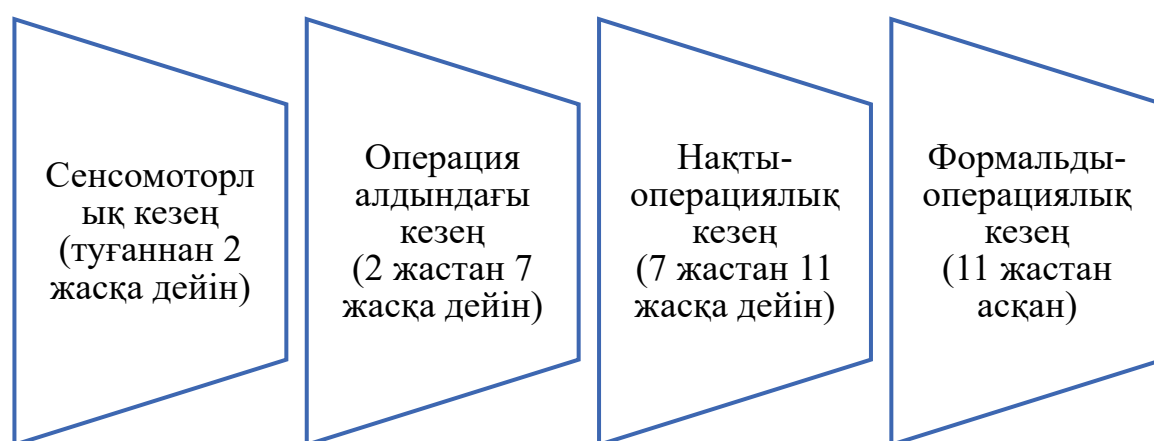 Сенсомоторл
ық кезең
(туғаннан 2
жасқа дейін)
Операция
алдындағы
кезең
(2 жастан 7
жасқа дейін)
Нақты-
операциялық
кезең
(7 жастан 11
жасқа дейін)
Формальды-
операциялық
кезең
(11 жастан
асқан)